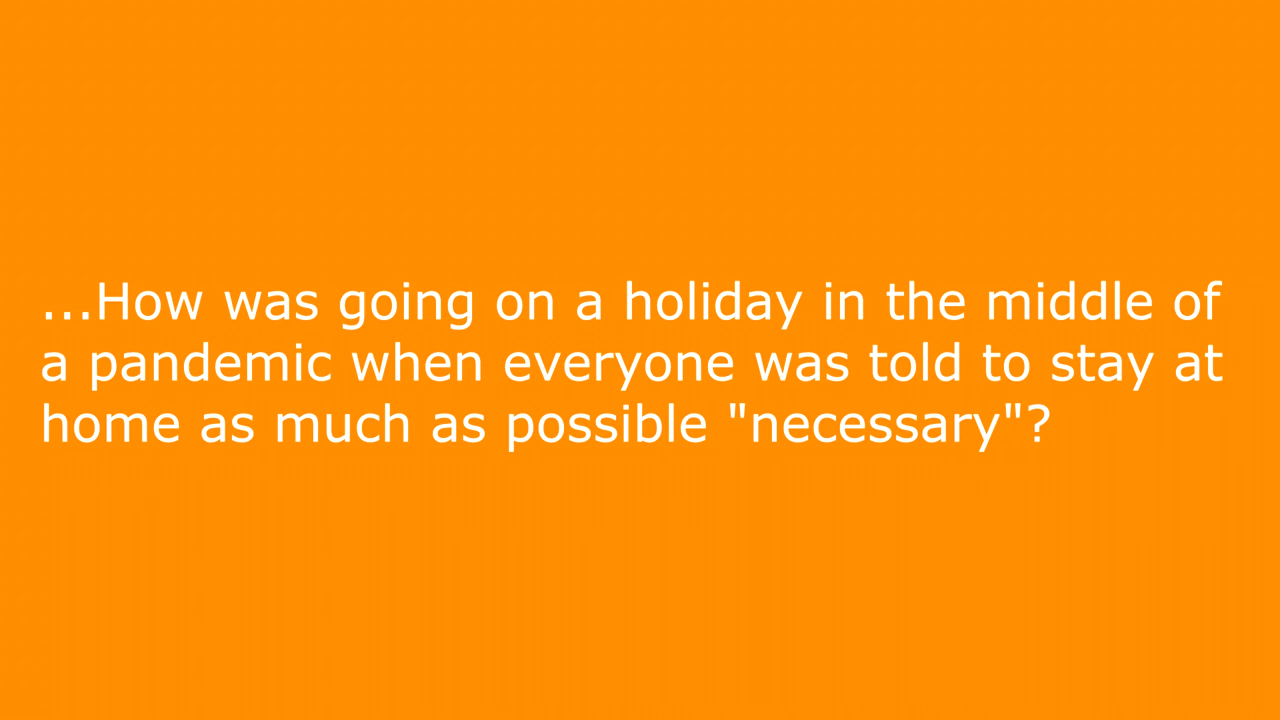 ...How was going on a holiday in the middle of
a pandemic when everyone was told to stay at
home as much as possible "necessary"?